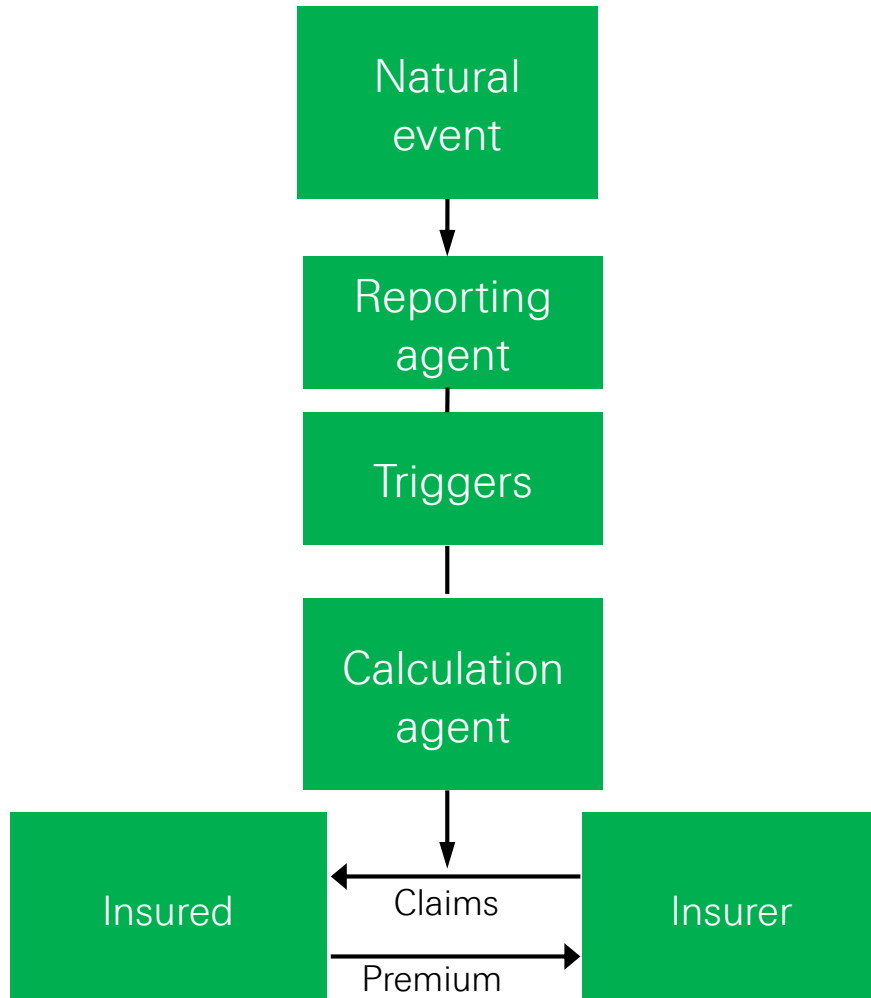 Natural
event
Reporting
agent
Triggers
Calculation
agent
Insured
Claims
Insurer
Premium